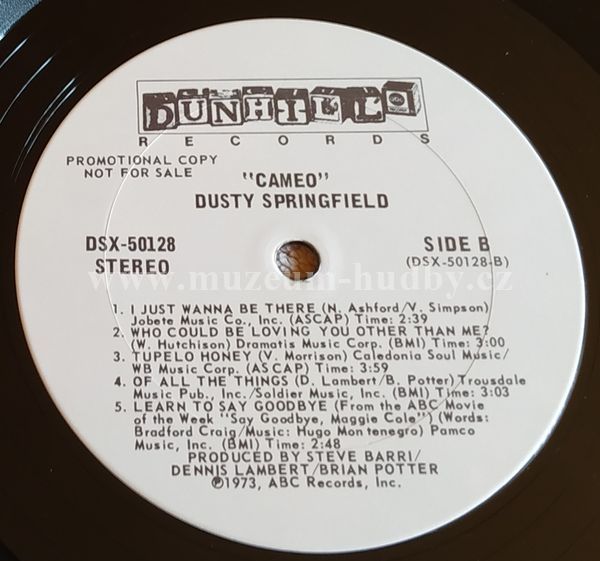 DUNHILL
abc
RECORDS
PROMOTIONAL COPY
NOT FOR SALE
"CAMEO"
DUSTY SPRINGFIELD
DSX-50128
STEREO
SIDE B
(DSX-50128-B)
www.muzeum-hudby.cz
1. I JUST WANNA BE THERE (N. Ashford/V. Simpson)
Jobete Music Co., Inc. (ASCAP) Time: 2:39
2. WHO COULD BE LOVING YOU OTHER THAN ME?
(W. Hutchison) Dramatis Music Corp. (BMI) Time: 3:00
3. TUPELO HONEY (V. Morrison) Caledonia Soul Music/
WB Music Corp. (ASCAP) Time: 3:59
4. OF ALL THE THINGS (D. Lambert/B. Potter) Trousdale
Music Pub., Inc./Soldier Music, Inc. (BMI) Time: 3:03
5. LEARN TO SAY GOODBYE (From the ABC Movie
of the Week "Say Goodbye, Maggie Cole") (Words:
Bradford Craig/Music: Hugo Montenegro) Pamco
Music, Inc. (BMI) Time: 2:48
PRODUCED BY STEVE BARRI/
DENNIS LAMBERT/BRIAN POTTER
℗1973, ABC Records, Inc.